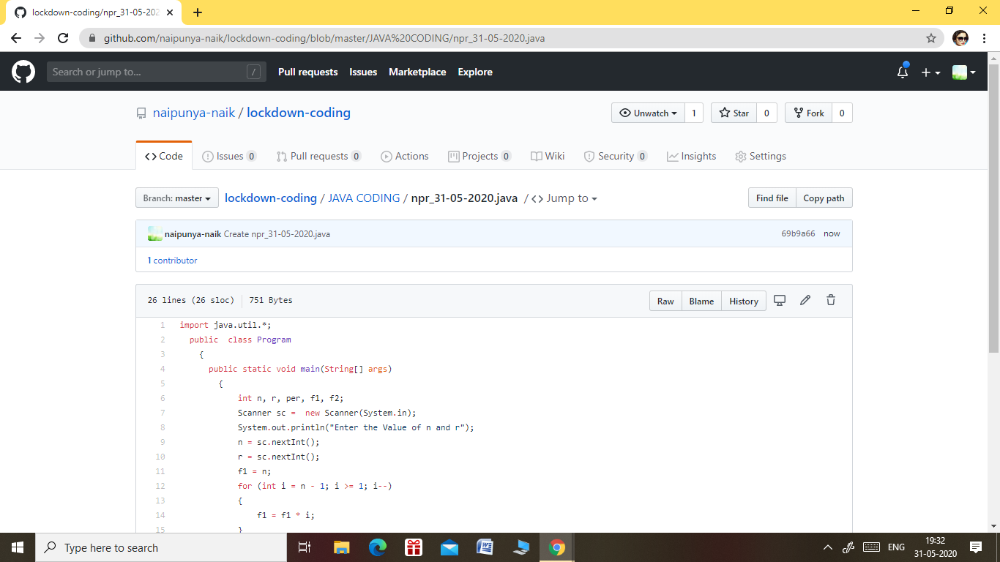 lockdown-coding/npr_31-05-202
github.com/naipunya-naik/lockdown-coding/blob/master/JAVA%20CODING/npr_31-05-2020.java
Search or jump to... / Pull requests Issues Marketplace Explore
naipunya-naik / lockdown-coding Unwatch 1 Star 0 Fork 0
Code Issues 0 Pull requests 0 Actions Projects 0 Wiki Security 0 Insights Settings
Branch: master lockdown-coding / JAVA CODING / npr_31-05-2020.java / Jump to Find file Copy path
naipunya-naik Create npr_31-05-2020.java 69b9a66 now
1 contributor
26 lines (26 sloc) 751 Bytes Raw Blame History
1 import java.util.*;
2 public  class Program
3 {
4 public static void main(String[] args)
5 {
6 int n, r, per, f1, f2;
7 Scanner sc =  new Scanner(System.in);
8 System.out.println("Enter the Value of n and r");
9 n = sc.nextInt();
10 r = sc.nextInt();
11 f1 = n;
12 for (int i = n - 1; i >= 1; i--)
13 {
14 f1 = f1 * i;
15 }
Type here to search ENG 19:32
31-05-2020